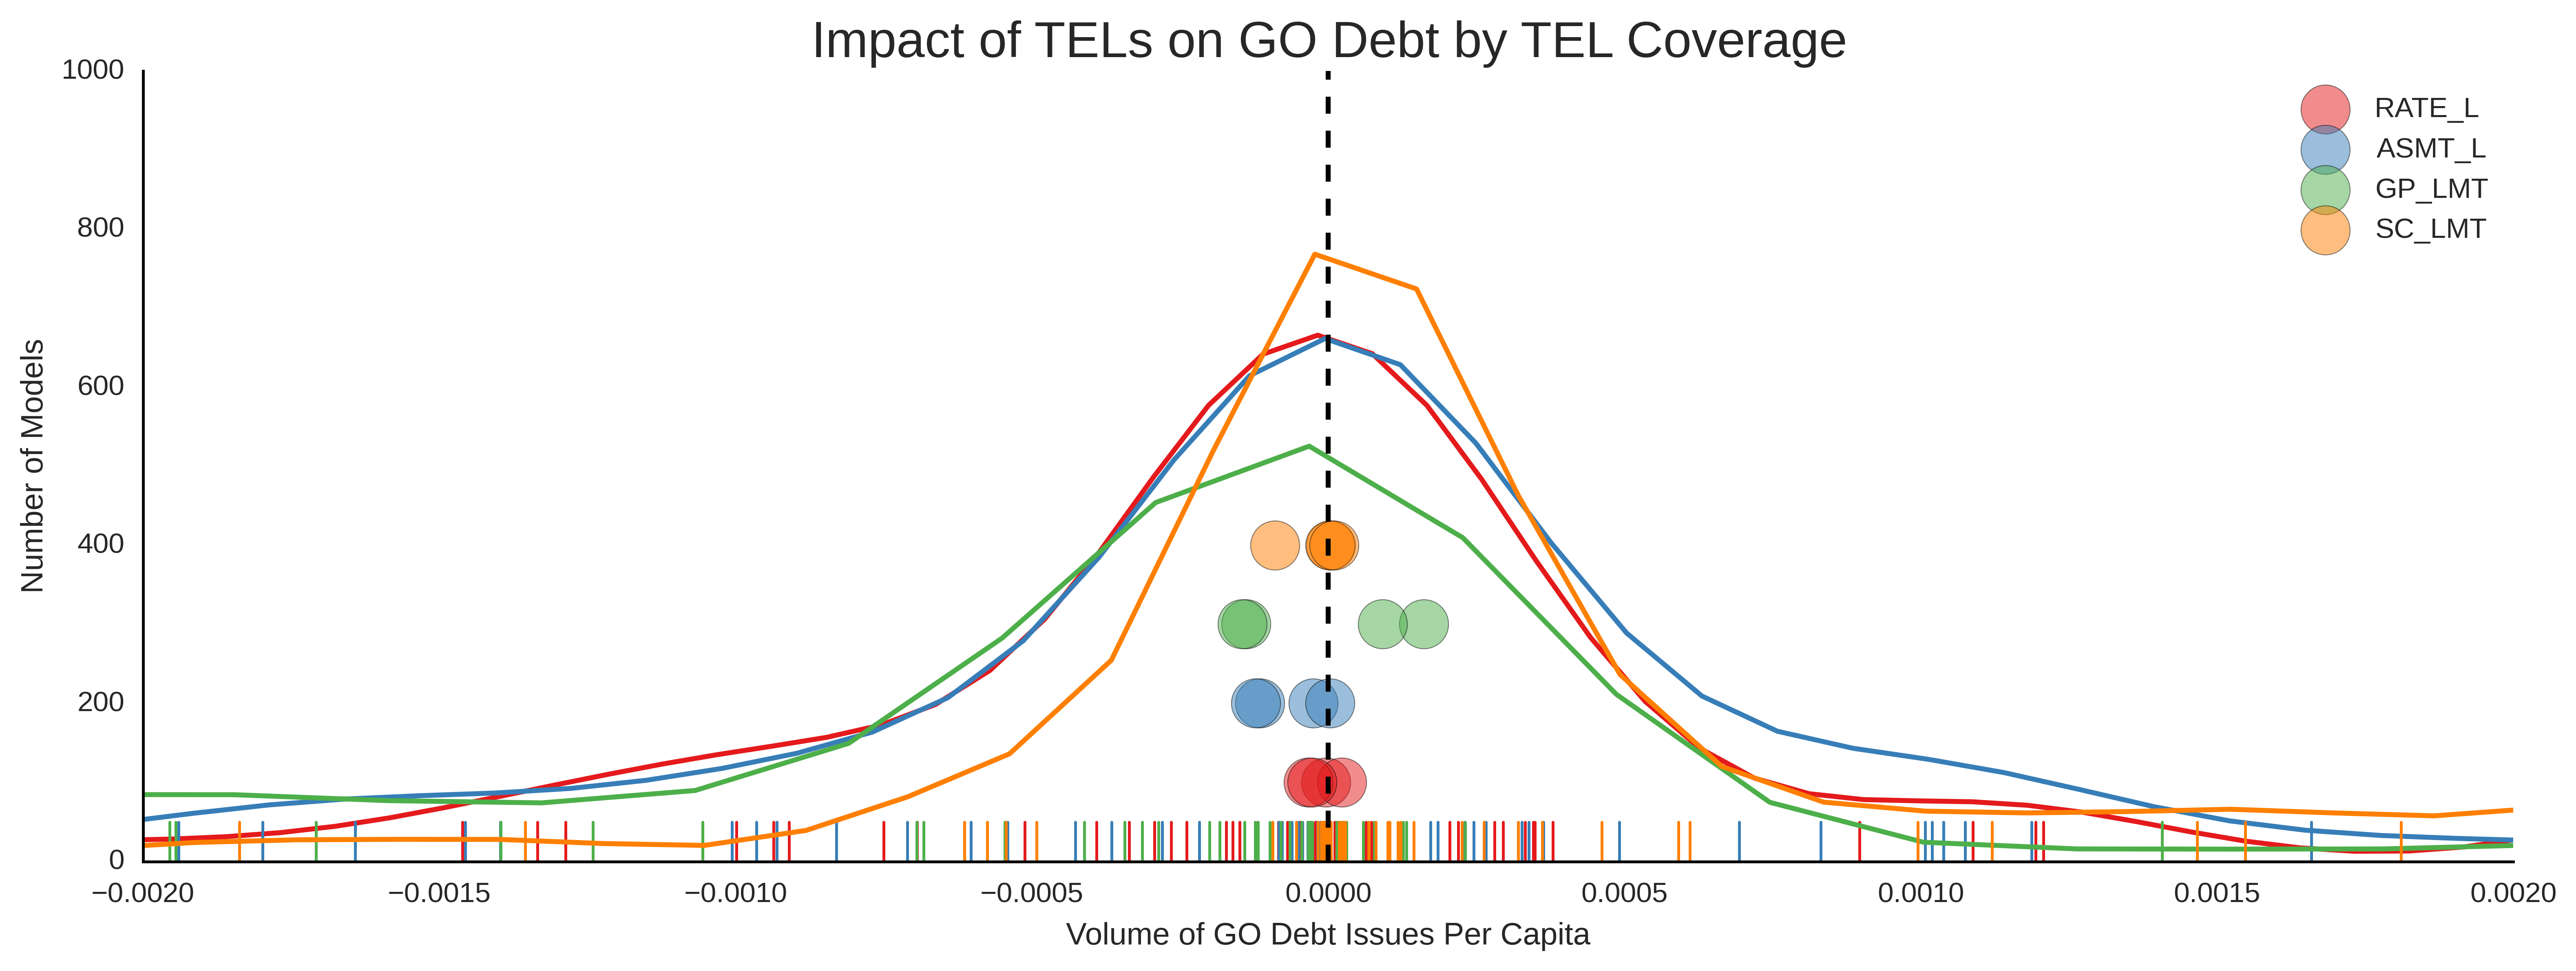 Impact of TELs on GO Debt by TEL Coverage
1000
800
600
400
200
0
Number of Models
RATE_L
ASMT_L
GP_LMT
SC_LMT
−0.0020 −0.0015 −0.0010 −0.0005 0.0000 0.0005 0.0010 0.0015 0.0020
Volume of GO Debt Issues Per Capita